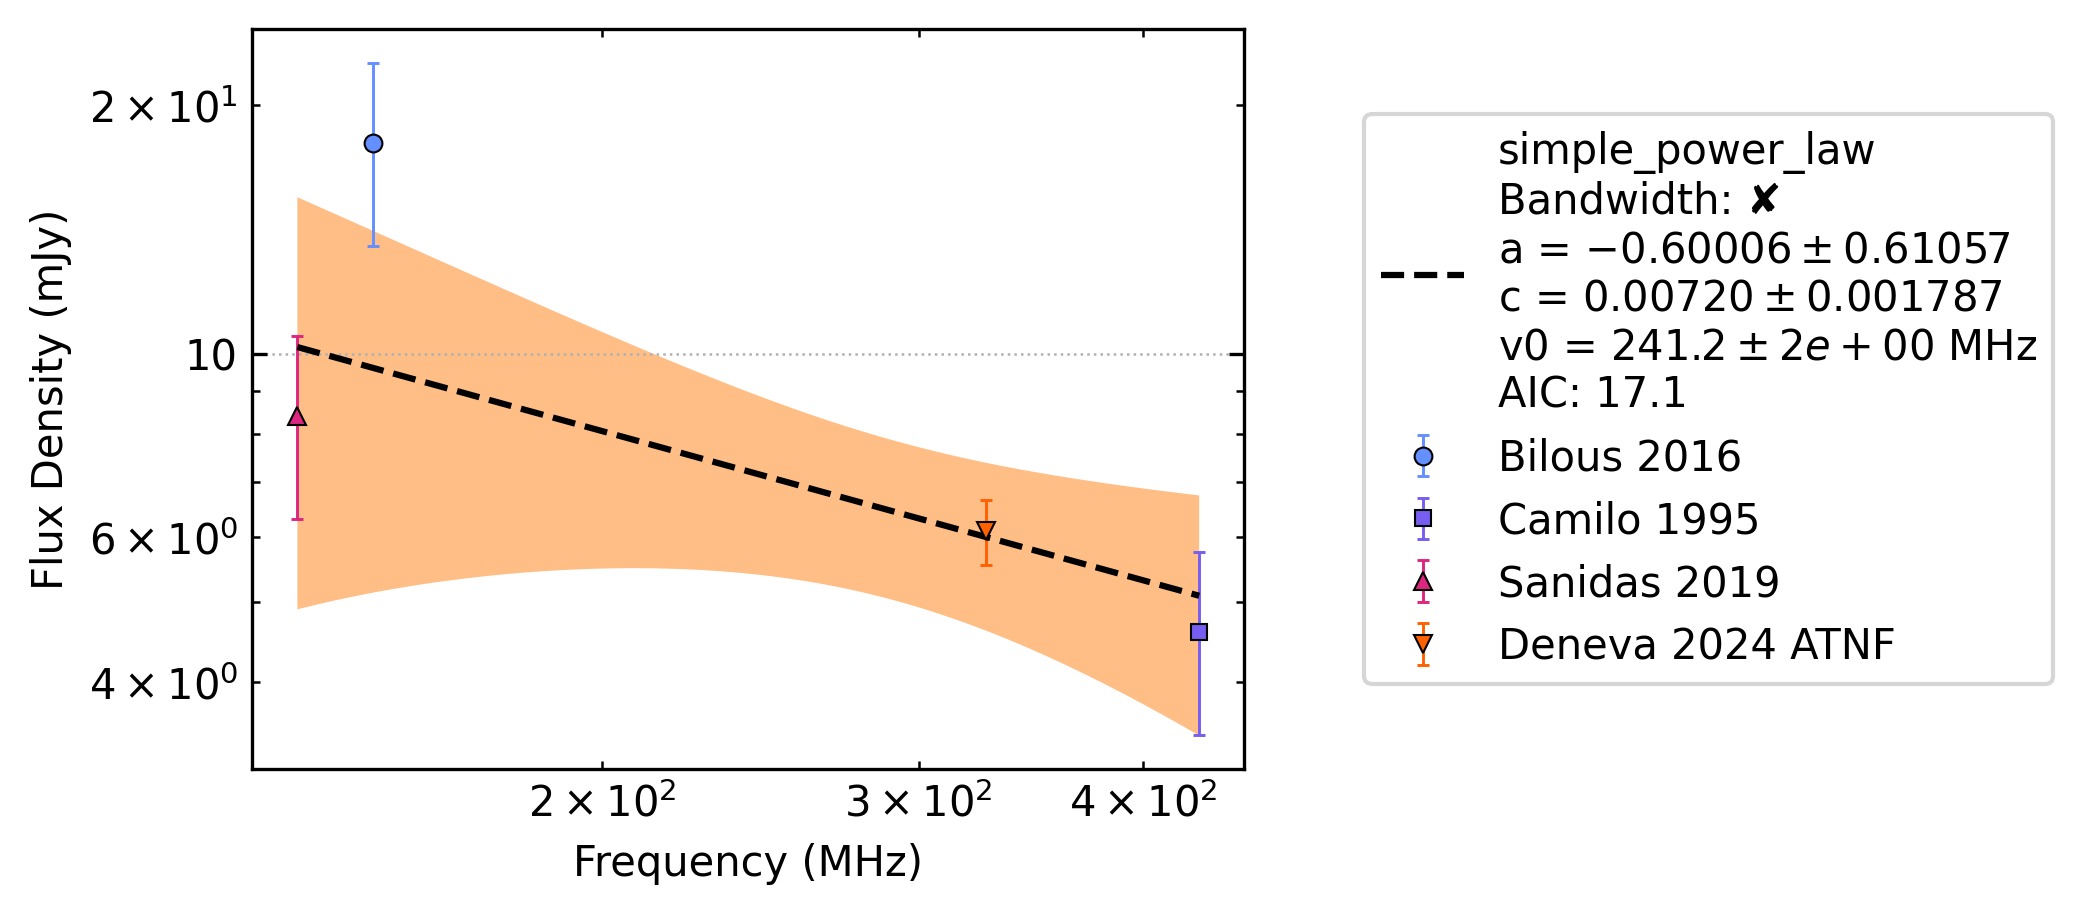 Flux Density (mJy)
2 × 10¹
10
6 × 10⁰
4 × 10⁰
2 × 10²
3 × 10²
4 × 10²
Frequency (MHz)
simple_power_law
Bandwidth: ✘
a = −0.60006 ± 0.61057
c = 0.00720 ± 0.001787
v0 = 241.2 ± 2e + 00 MHz
AIC: 17.1
Bilous 2016
Camilo 1995
Sanidas 2019
Deneva 2024 ATNF